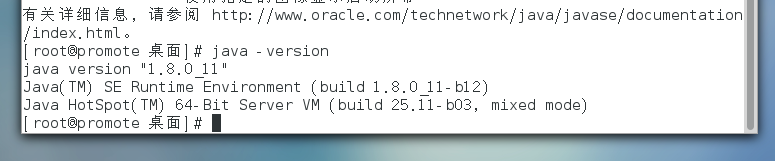 有关详细信息，请参阅 http://www.oracle.com/technetwork/java/javase/documentation
/index.html。
[root@promote 桌面]# java -version
java version "1.8.0_11"
Java(TM) SE Runtime Environment (build 1.8.0_11-b12)
Java HotSpot(TM) 64-Bit Server VM (build 25.11-b03, mixed mode)
[root@promote 桌面]#